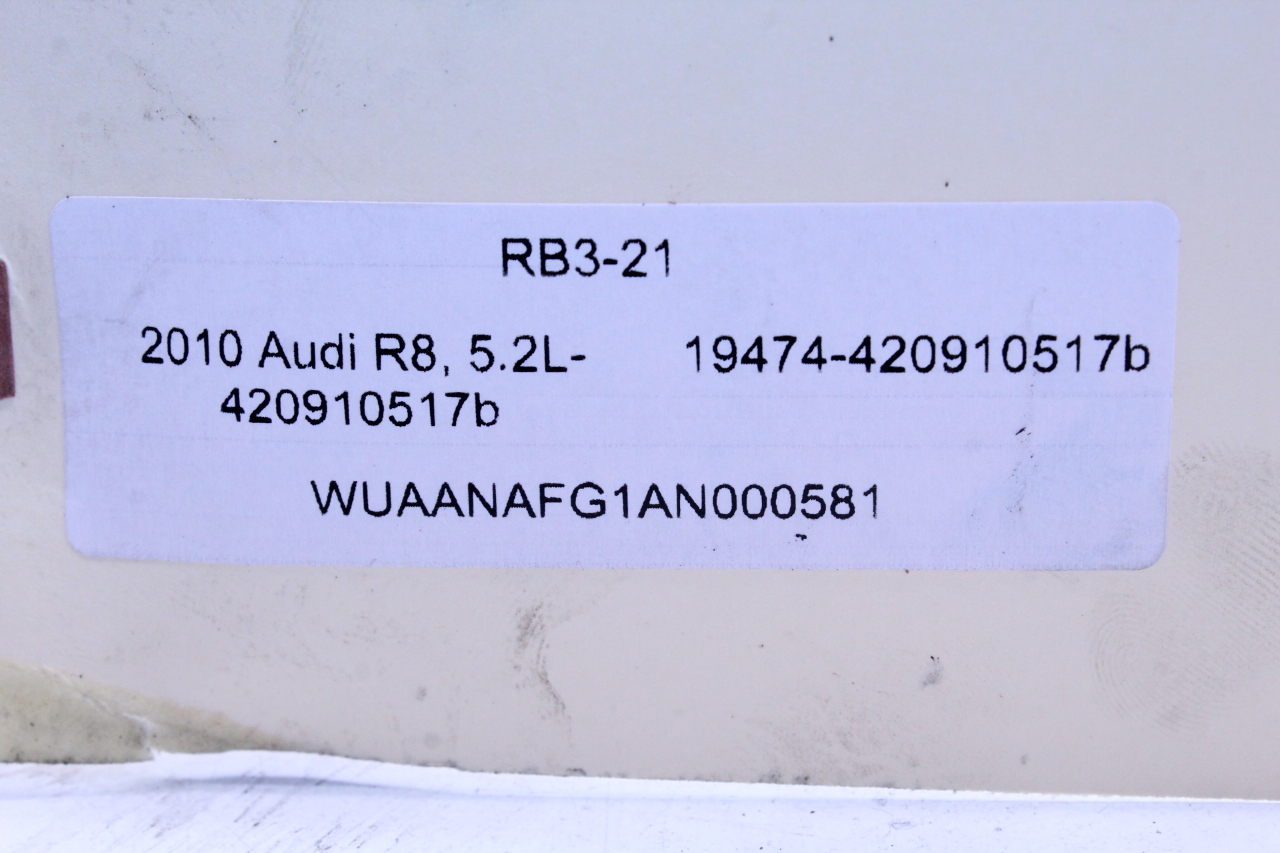 RB3-21
2010 Audi R8, 5.2L- 19474-420910517b
420910517b
WUAANAFG1AN000581